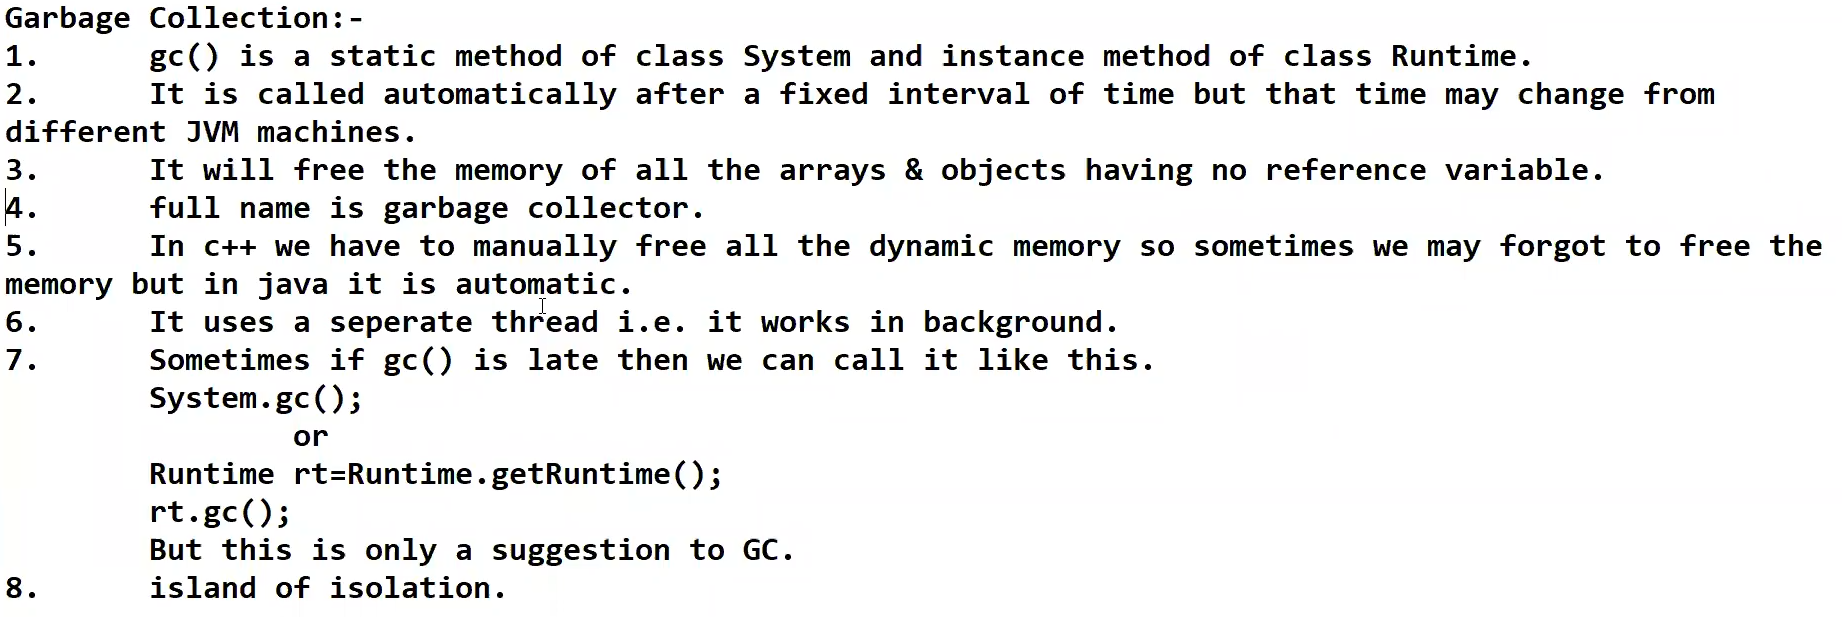 Garbage Collection:-
1. gc() is a static method of class System and instance method of class Runtime.
2. It is called automatically after a fixed interval of time but that time may change from
different JVM machines.
3. It will free the memory of all the arrays & objects having no reference variable.
4. full name is garbage collector.
5. In c++ we have to manually free all the dynamic memory so sometimes we may forgot to free the
memory but in java it is automatic.
6. It uses a seperate thread i.e. it works in background.
7. Sometimes if gc() is late then we can call it like this.
System.gc();
or
Runtime rt=Runtime.getRuntime();
rt.gc();
But this is only a suggestion to GC.
8. island of isolation.